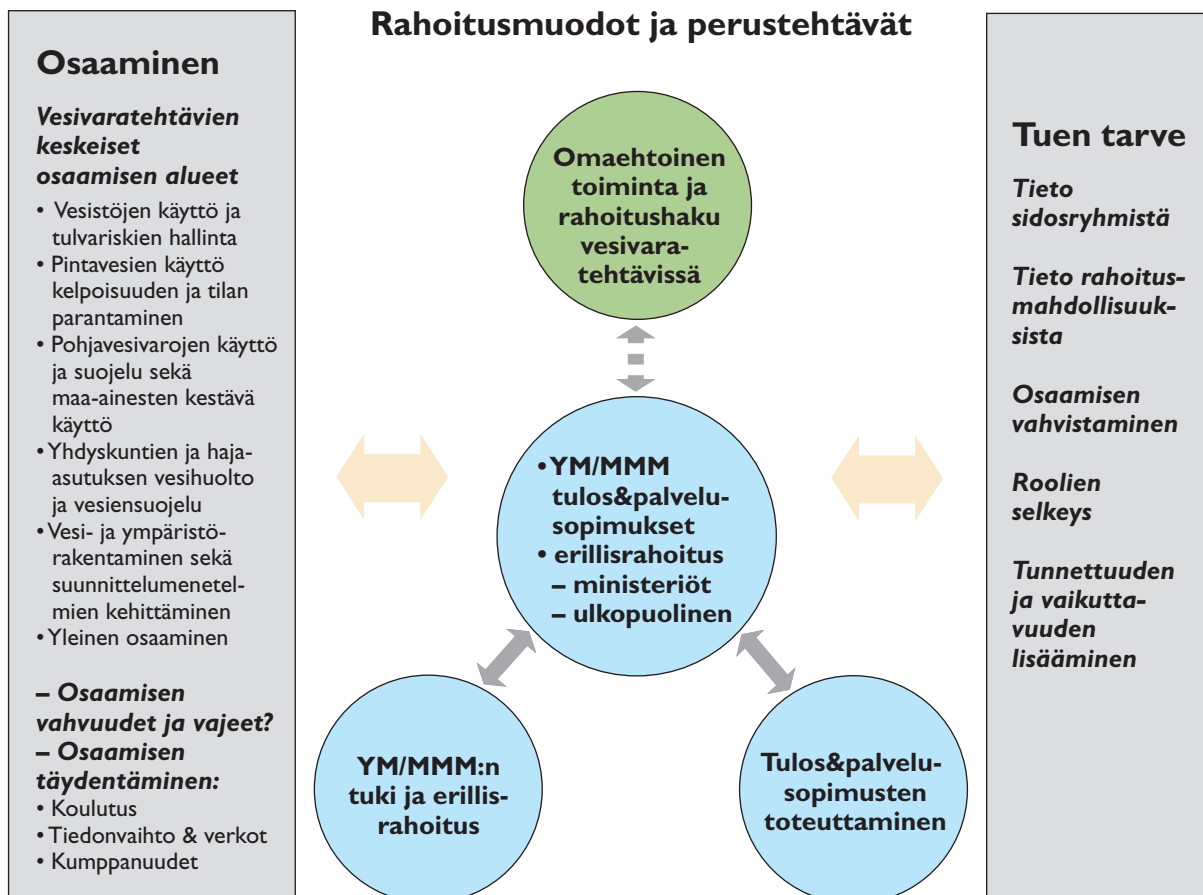 Rahoitusmuodot ja perustehtävät
Osaaminen
Vesivaratehtävien
keskeiset
osaamisen alueet
• Vesistöjen käyttö ja
tulvariskien hallinta
• Pintavesien käyttö
kelpoisuuden ja tilan
parantaminen
• Pohjavesivarojen käyttö
ja suojelu sekä
maa-ainesten kestävä
käyttö
• Yhdyskuntien ja haja-
asutuksen vesihuolto
ja vesiensuojelu
• Vesi- ja ympäristö-
rakentaminen sekä
suunnittelumenetel-
mien kehittäminen
• Yleinen osaaminen
– Osaamisen
vahvuudet ja vajeet?
– Osaamisen
täydentäminen:
• Koulutus
• Tiedonvaihto & verkot
• Kumppanuudet
Omaehtoinen
toiminta ja
rahoitushaku
vesivara-
tehtävissä
• YM/MMM
tulos&palvelu-
sopimukset
• erillisrahoitus
– ministeriöt
– ulkopuolinen
YM/MMM:n
tuki ja erillis-
rahoitus
Tulos&palvelu-
sopimusten
toteuttaminen
Tuen tarve
Tieto
sidosryhmistä
Tieto rahoitus-
mahdollisuuk-
sista
Osaamisen
vahvistaminen
Roolien
selkeys
Tunnettuuden
ja vaikutta-
vuuden
lisääminen